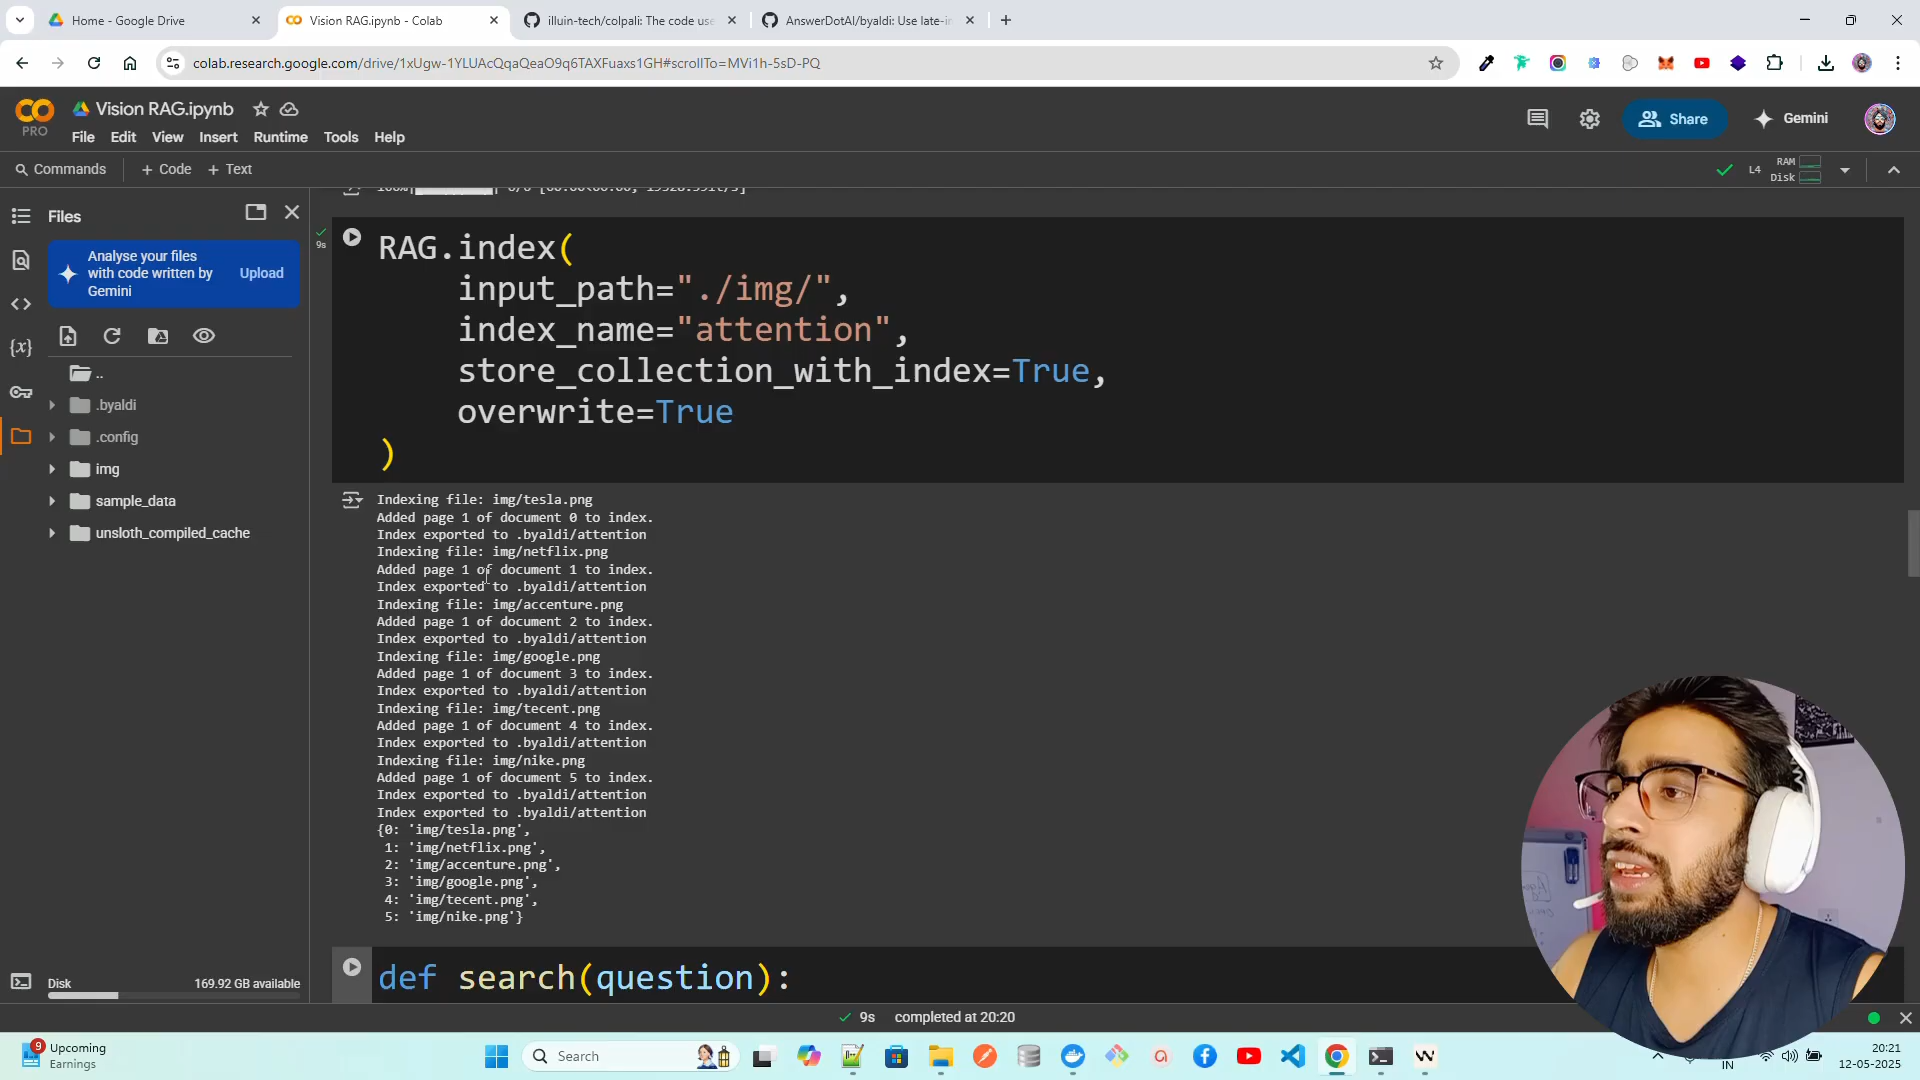 Home - Google Drive
Vision RAG.ipynb - Colab
illuin-tech/colpali: The code use
AnswerDotAI/byaldi: Use late-in
colab.research.google.com/drive/1xUgw-1YLUAcQqaQeaO9q6TAXFuaxs1GH#scrollTo=MVi1h-5sD-PQ
PRO
Vision RAG.ipynb
File Edit View Insert Runtime Tools Help
Share
Gemini
Commands
+ Code + Text
L4
RAM
Disk
Files
Analyse your files
with code written by
Gemini
Upload
..
.byaldi
.config
img
sample_data
unsloth_compiled_cache
Disk
169.92 GB available
9s
RAG.index(
input_path="./img/",
index_name="attention",
store_collection_with_index=True,
overwrite=True
)
Indexing file: img/tesla.png
Added page 1 of document 0 to index.
Index exported to .byaldi/attention
Indexing file: img/netflix.png
Added page 1 of document 1 to index.
Index exported to .byaldi/attention
Indexing file: img/accenture.png
Added page 1 of document 2 to index.
Index exported to .byaldi/attention
Indexing file: img/google.png
Added page 1 of document 3 to index.
Index exported to .byaldi/attention
Indexing file: img/tecent.png
Added page 1 of document 4 to index.
Index exported to .byaldi/attention
Indexing file: img/nike.png
Added page 1 of document 5 to index.
Index exported to .byaldi/attention
Index exported to .byaldi/attention
{0: 'img/tesla.png',
1: 'img/netflix.png',
2: 'img/accenture.png',
3: 'img/google.png',
4: 'img/tecent.png',
5: 'img/nike.png'}
def search(question):
9s completed at 20:20
9
Upcoming
Earnings
Search
IN
20:21
12-05-2025